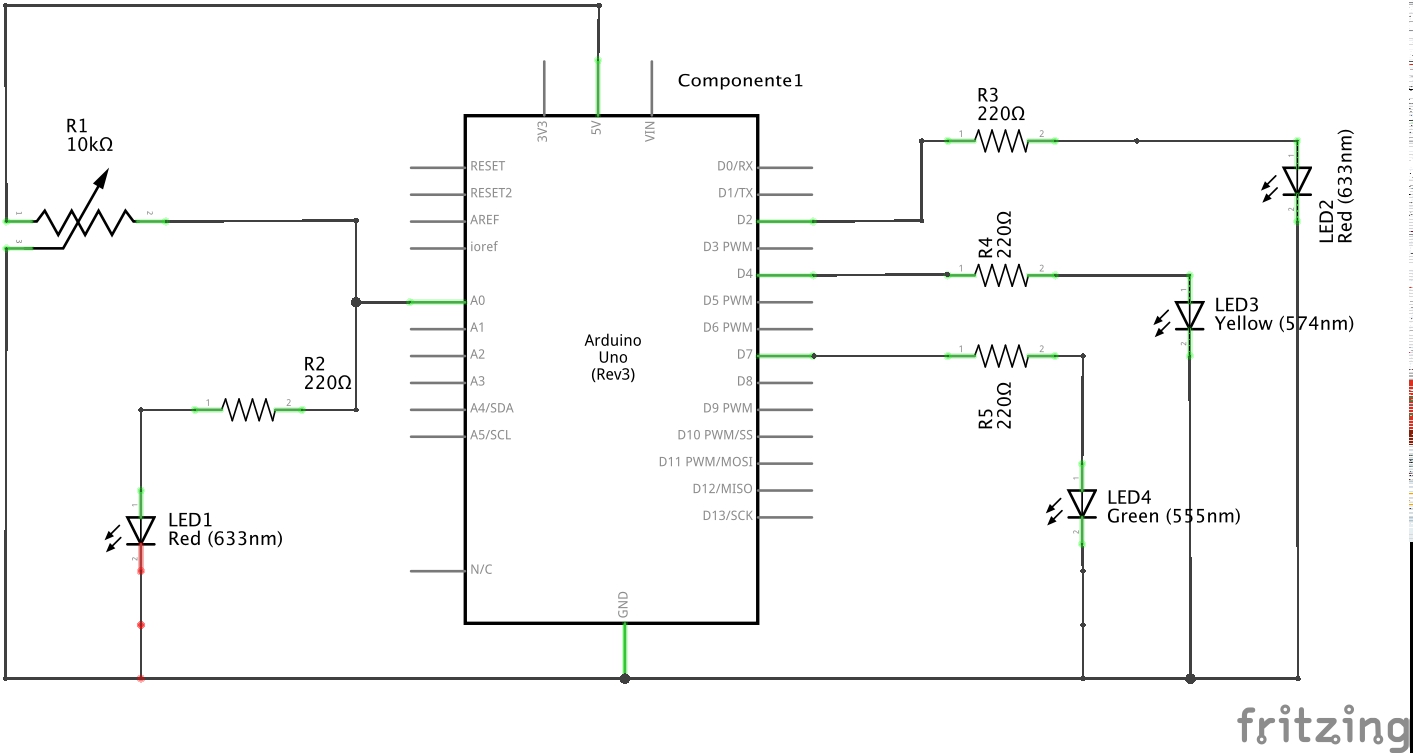 Componente1
R1
10kΩ
1
2
3
3V3
5V
VIN
RESET
RESET2
AREF
ioref
A0
A1
A2
A3
A4/SDA
A5/SCL
N/C
GND
Arduino
Uno
(Rev3)
D0/RX
D1/TX
D2
D3 PWM
D4
D5 PWM
D6 PWM
D7
D8
D9 PWM
D10 PWM/SS
D11 PWM/MOSI
D12/MISO
D13/SCK
R2
220Ω
1
2
LED1
Red (633nm)
1
2
R3
220Ω
1
2
LED2
Red (633nm)
1
2
R4
220Ω
1
2
LED3
Yellow (574nm)
1
2
R5
220Ω
1
2
LED4
Green (555nm)
1
2
fritzing